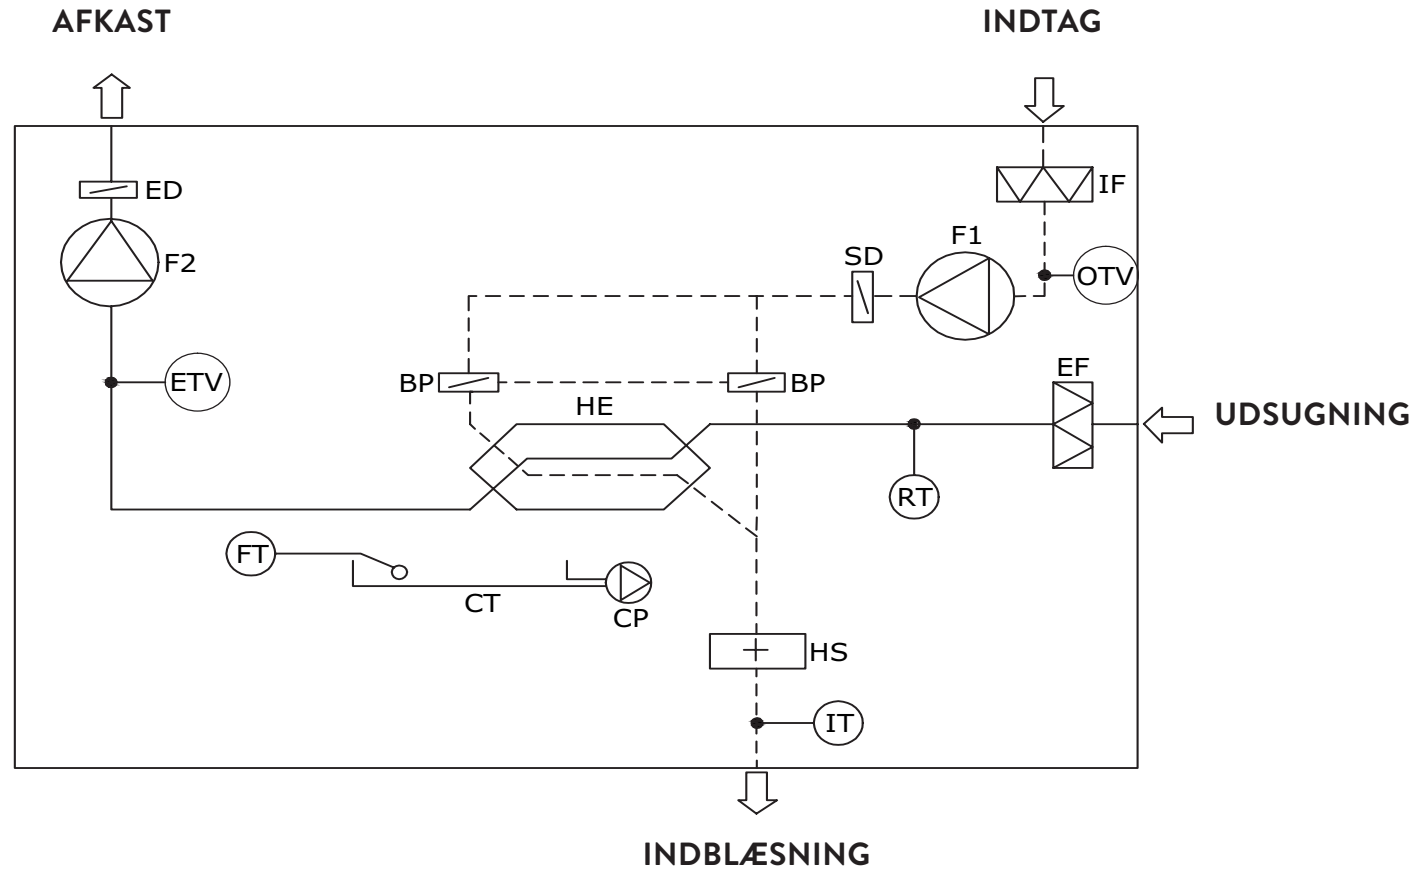 AFKAST
INDTAG
ED
IF
F2
F1
SD
OTV
ETV
BP
BP
EF
HE
UDSUGNING
RT
FT
CT
CP
HS
IT
INDBLÆSNING